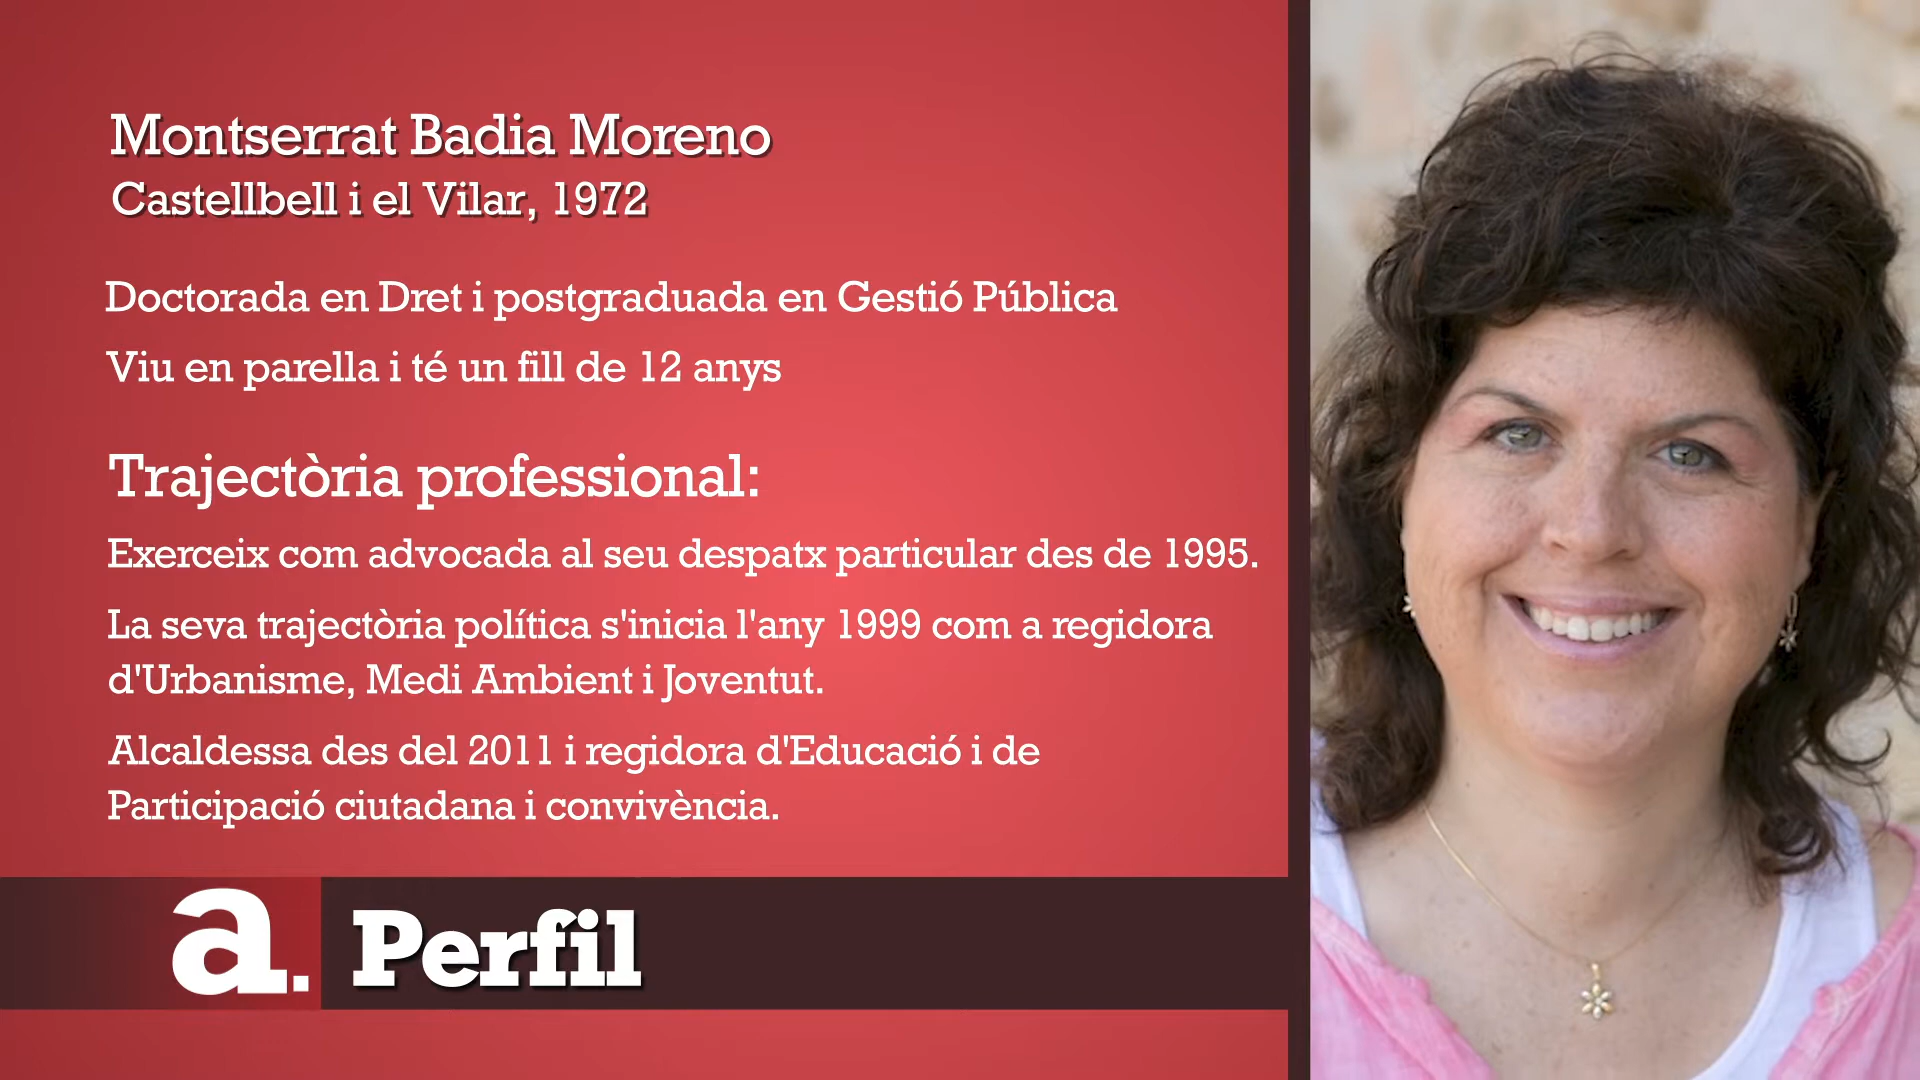 Montserrat Badia Moreno
Castellbell i el Vilar, 1972
Doctorada en Dret i postgraduada en Gestió Pública
Viu en parella i té un fill de 12 anys
Trajectòria professional:
Exerceix com advocada al seu despatx particular des de 1995.
La seva trajectòria política s'inicia l'any 1999 com a regidora
d'Urbanisme, Medi Ambient i Joventut.
Alcaldessa des del 2011 i regidora d'Educació i de
Participació ciutadana i convivència.
a. Perfil